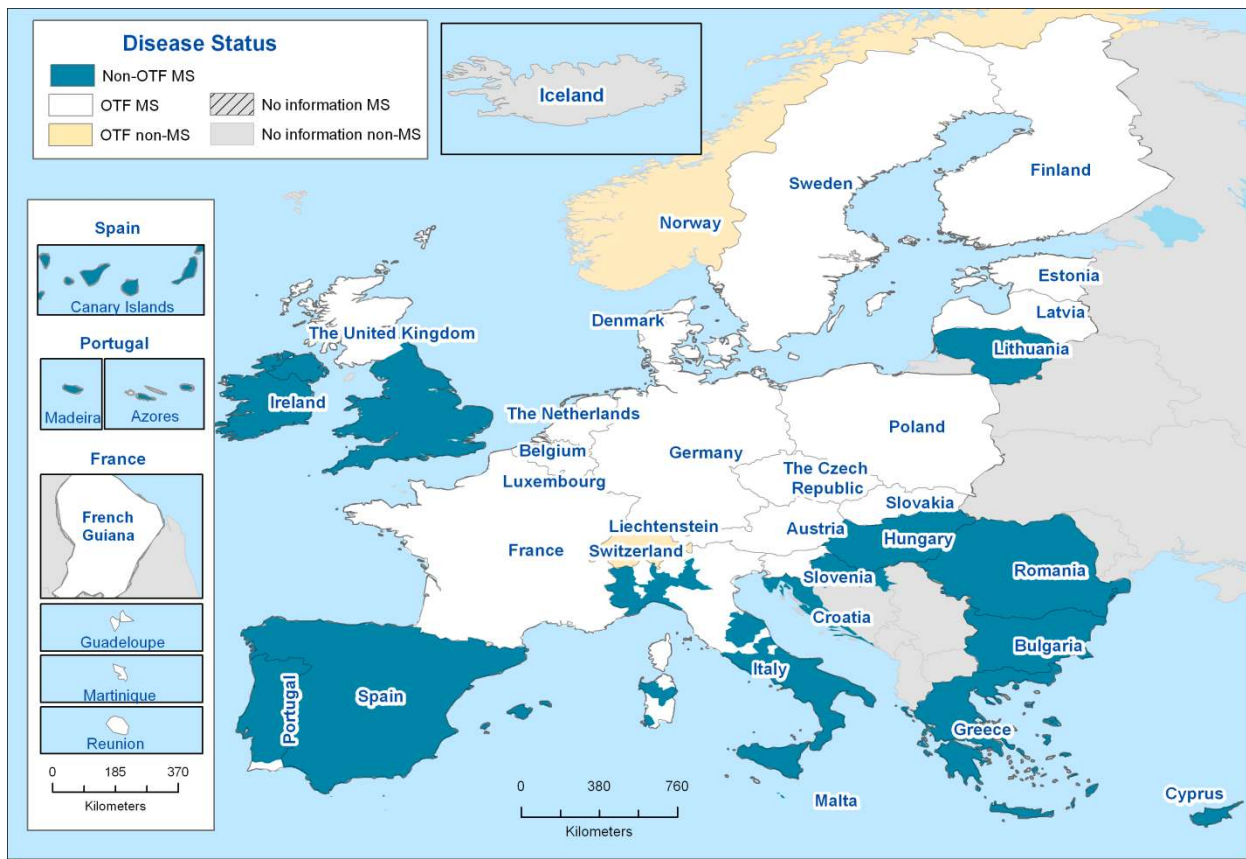 Disease Status
Non-OTF MS
OTF MS
No information MS
OTF non-MS
No information non-MS
Iceland
Spain
Canary Islands
Portugal
Madeira
Azores
France
French
Guiana
Guadeloupe
Martinique
Reunion
0 185 370
Kilometers
Finland
Sweden
Norway
Estonia
Latvia
Denmark
The United Kingdom
Lithuania
Ireland
The Netherlands
Poland
Belgium
Germany
The Czech
Republic
Luxembourg
Slovakia
Liechtenstein
Austria
Hungary
France
Switzerland
Slovenia
Romania
Croatia
Bulgaria
Italy
Portugal
Spain
Greece
0 380 760
Kilometers
Malta
Cyprus